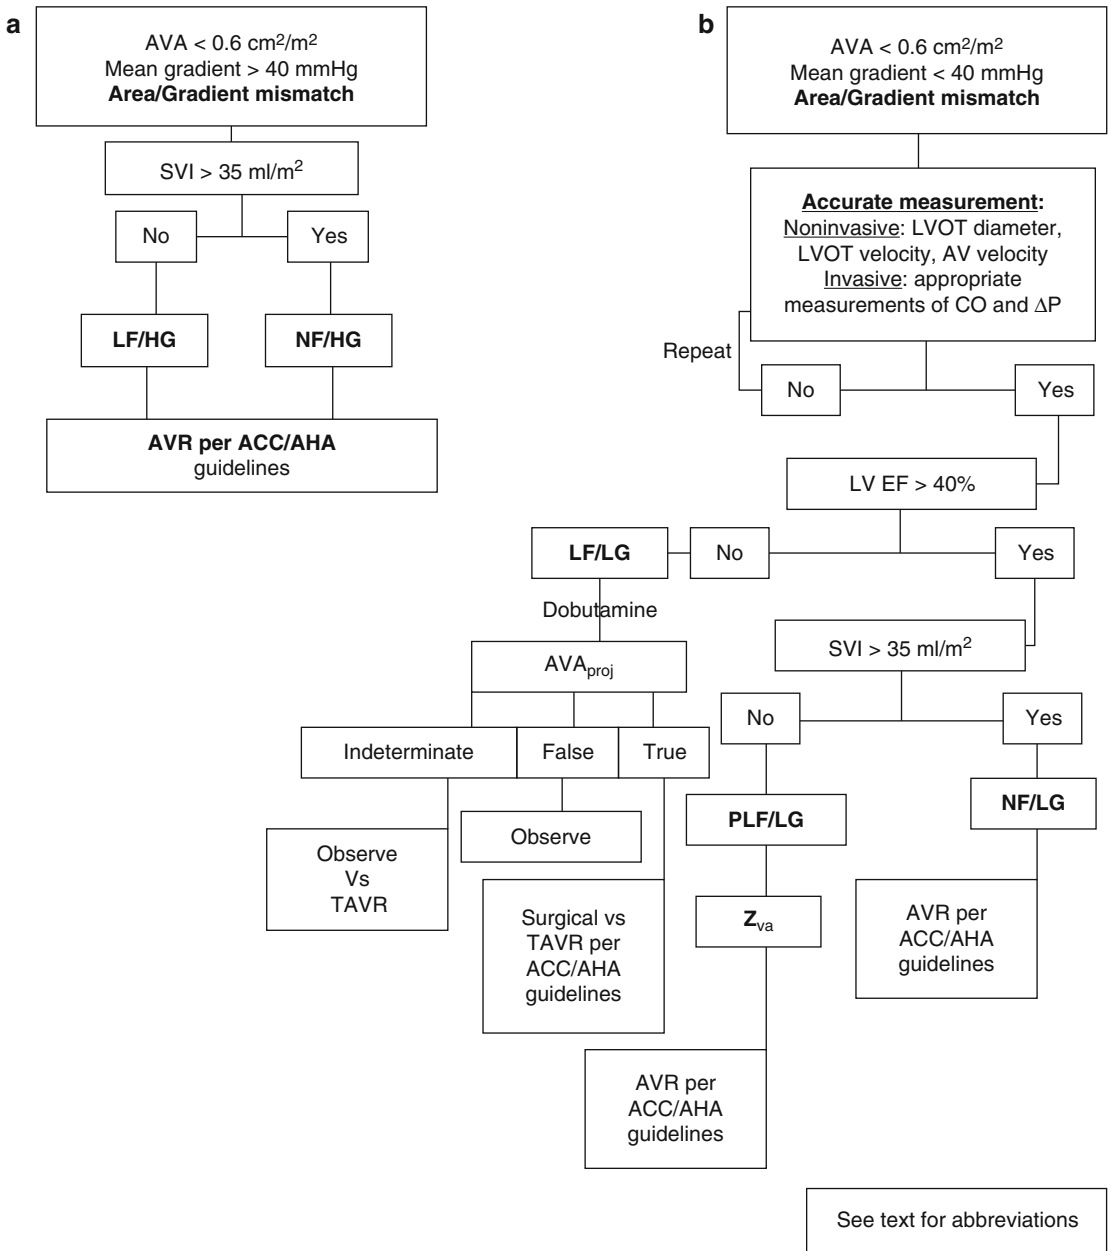 a
AVA < 0.6 cm²/m²
Mean gradient > 40 mmHg
Area/Gradient mismatch
SVI > 35 ml/m²
No
Yes
LF/HG
NF/HG
AVR per ACC/AHA
guidelines
b
AVA < 0.6 cm²/m²
Mean gradient < 40 mmHg
Area/Gradient mismatch
Accurate measurement:
Noninvasive: LVOT diameter,
LVOT velocity, AV velocity
Invasive: appropriate
measurements of CO and ΔP
Repeat
No
Yes
LV EF > 40%
LF/LG
No
Yes
Dobutamine
AVAproj
SVI > 35 ml/m²
Indeterminate
False
True
No
Yes
Observe
Vs
TAVR
Observe
Surgical vs
TAVR per
ACC/AHA
guidelines
PLF/LG
NF/LG
Zva
AVR per
ACC/AHA
guidelines
AVR per
ACC/AHA
guidelines
See text for abbreviations